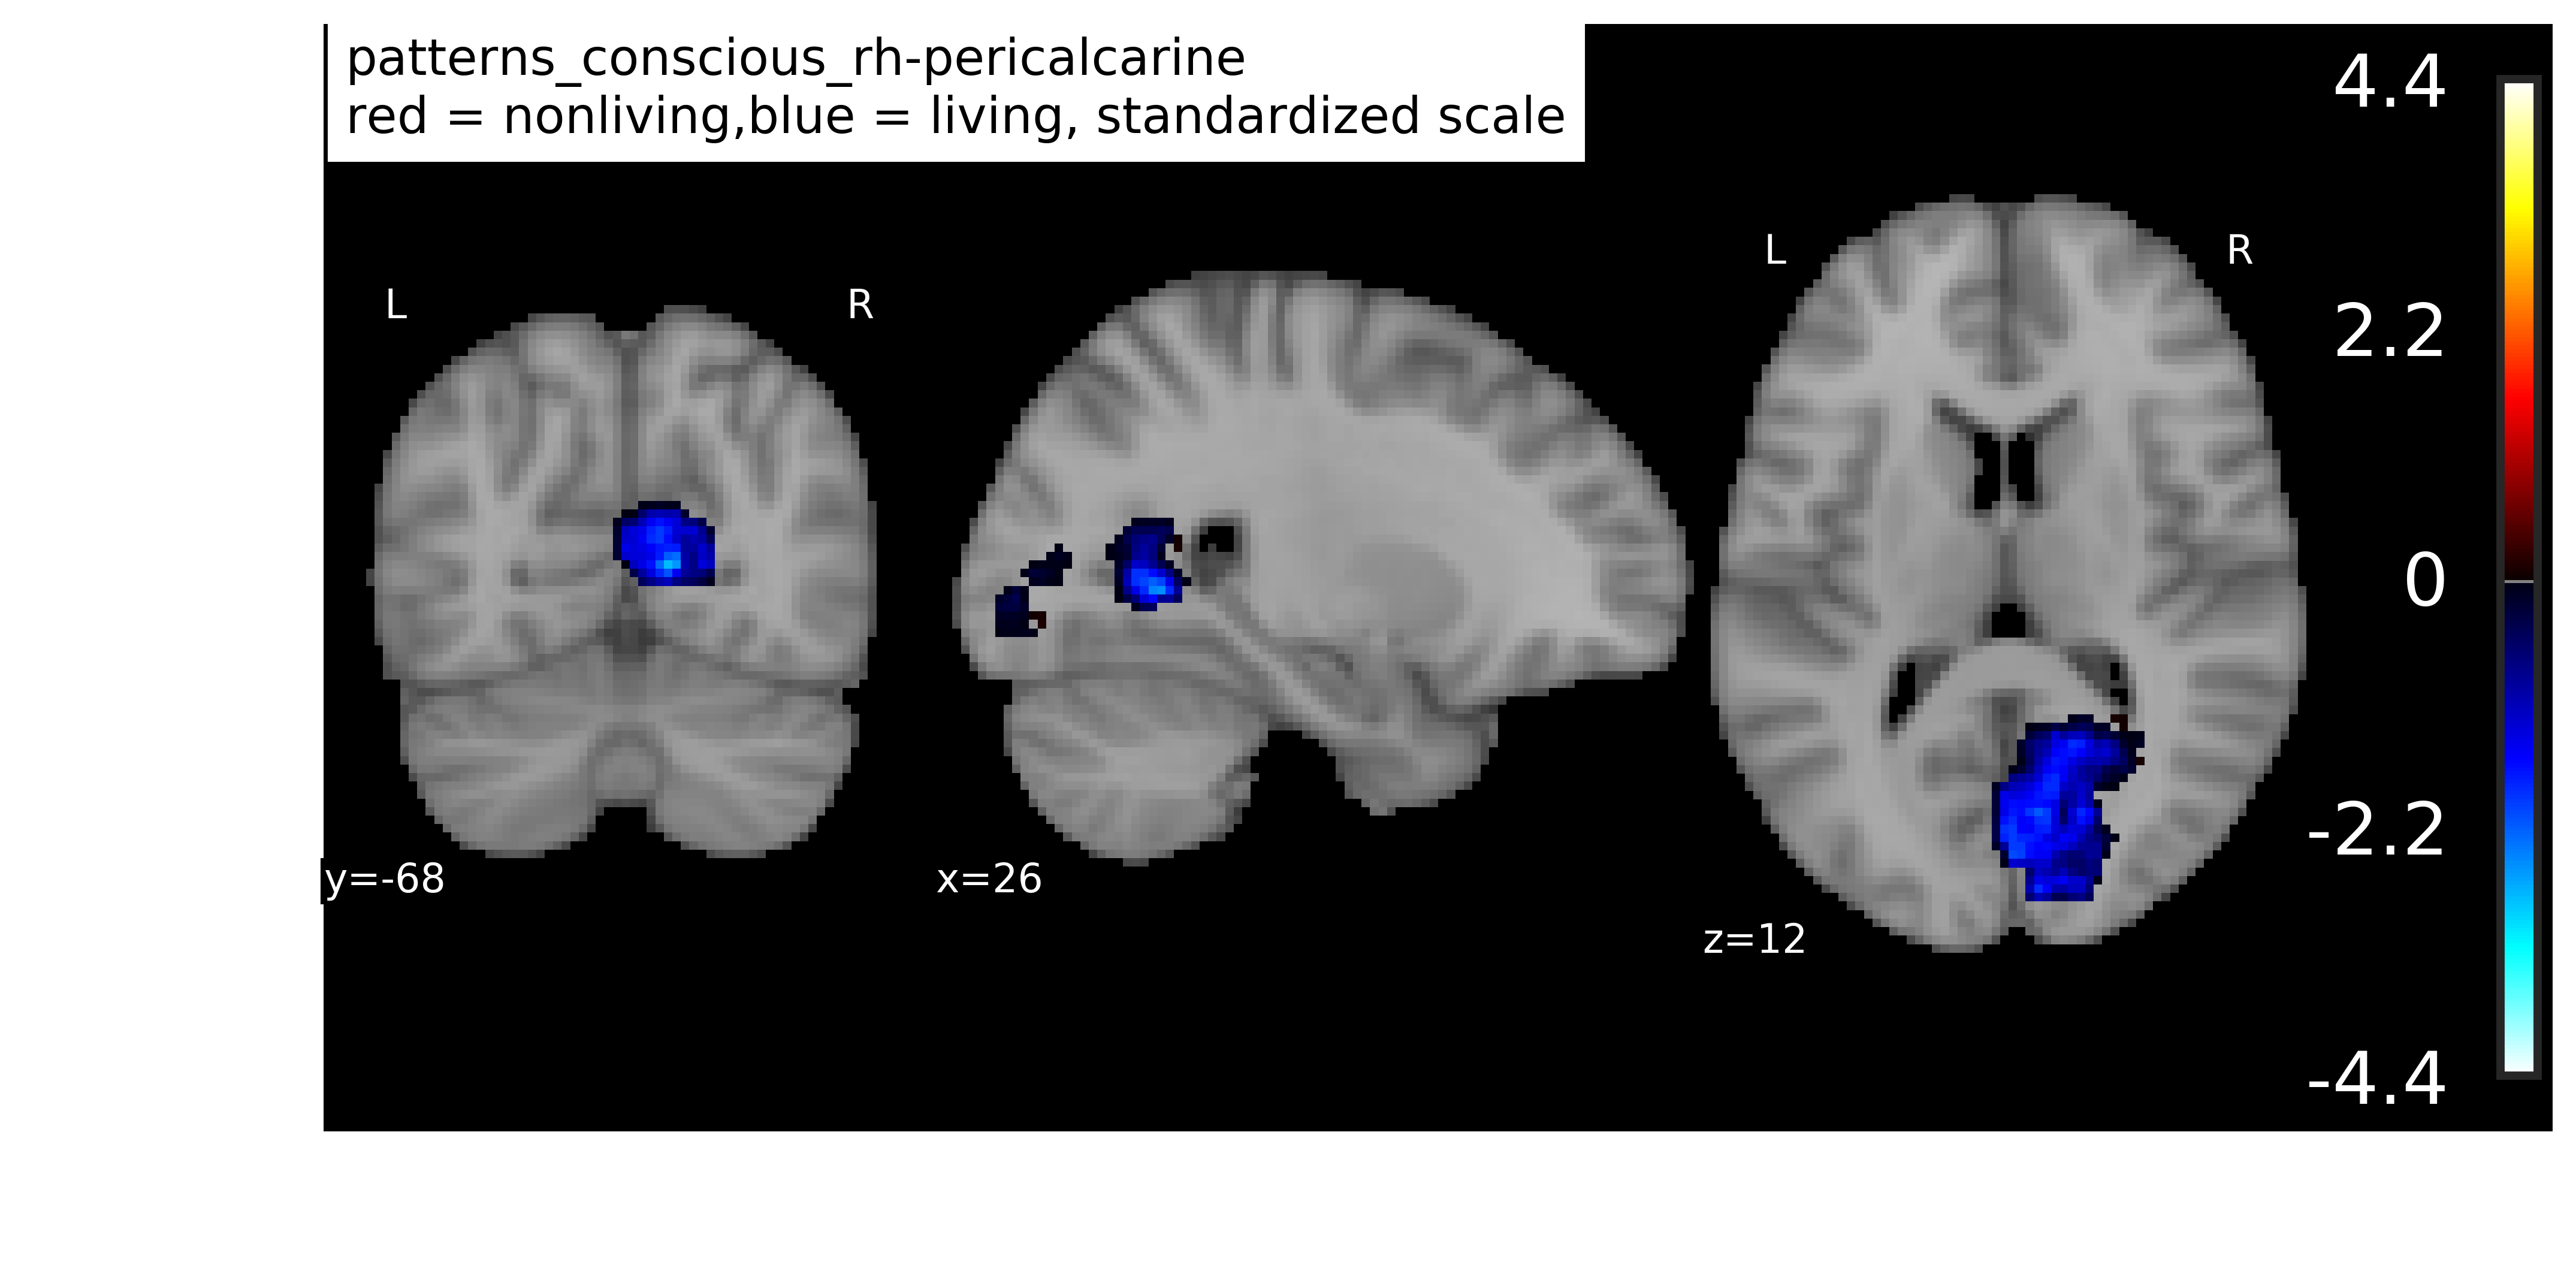 patterns_conscious_rh-pericalcarine
red = nonliving,blue = living, standardized scale
L
R
y=-68
x=26
L
R
z=12
4.4
2.2
0
-2.2
-4.4